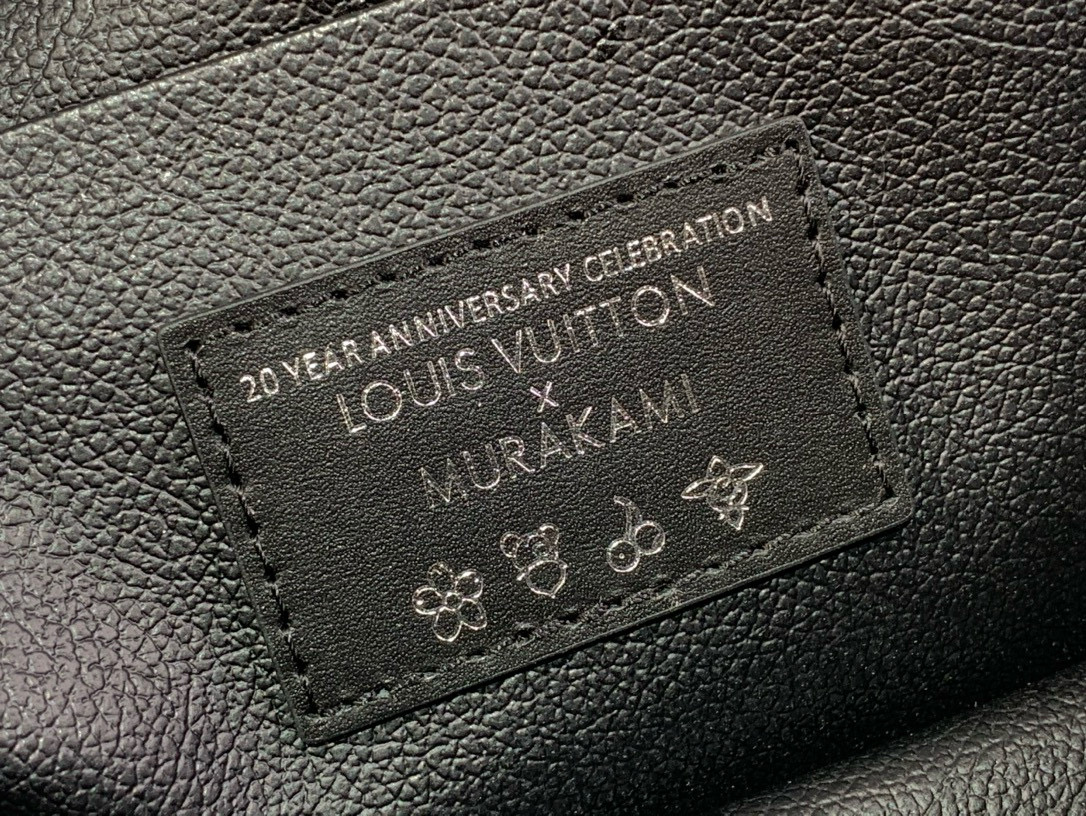 20 YEAR ANNIVERSARY CELEBRATION
LOUIS VUITTON
X
MURAKAMI